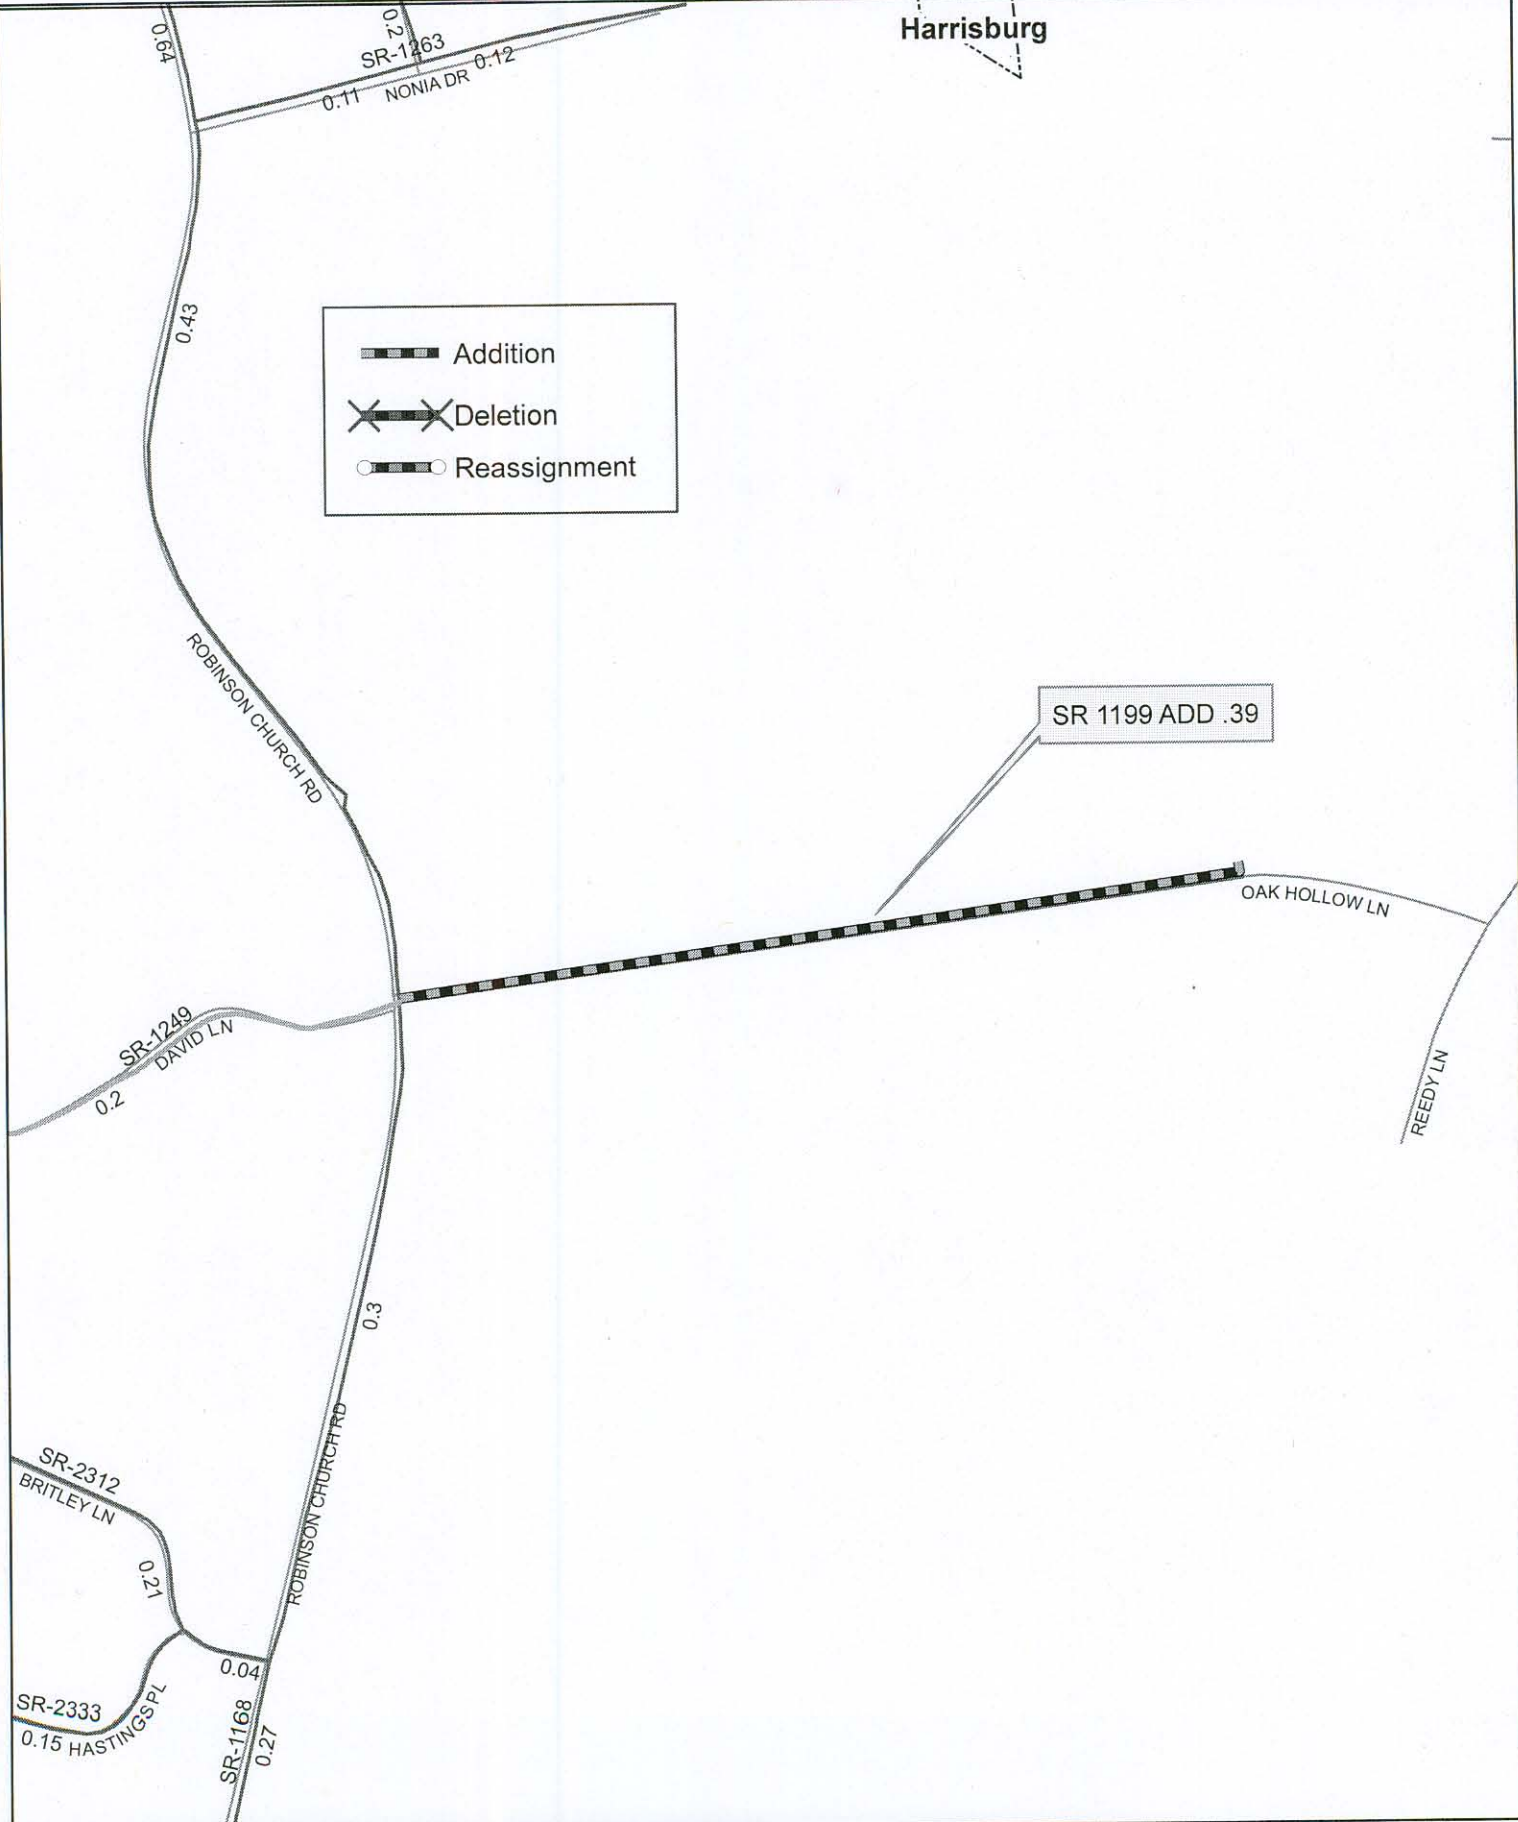 0.64
0.2
SR-1263
0.12
0.11
NONIA DR
Harrisburg
0.43
Addition
Deletion
Reassignment
ROBINSON CHURCH RD
SR 1199 ADD .39
OAK HOLLOW LN
REEDY LN
SR-1249
DAVID LN
0.2
0.3
ROBINSON CHURCH RD
SR-2312
BRITLEY LN
0.21
0.04
SR-2333
0.15 HASTINGS PL
SR-1168
0.27